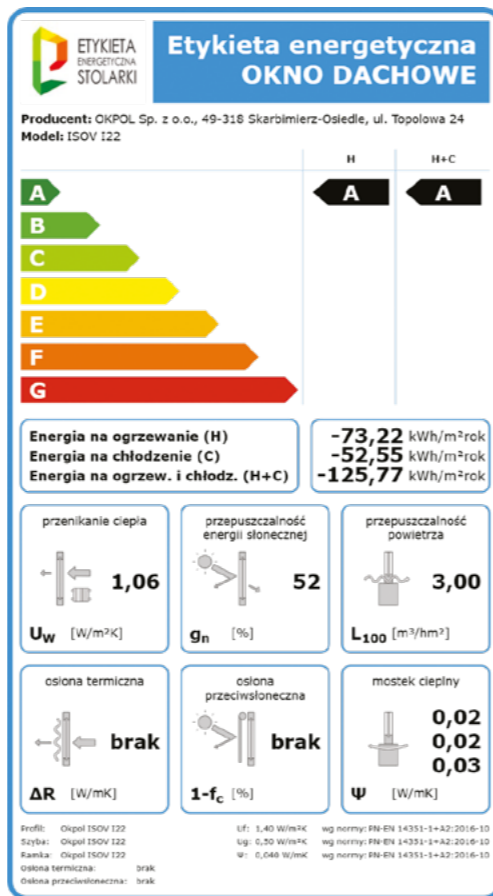 ETYKIETA
ENERGETYCZNA
STOLARKI
Etykieta energetyczna
OKNO DACHOWE
Producent: OKPOL Sp. z o.o., 49-318 Skarbimierz-Osiedle, ul. Topolowa 24
Model: ISOV I22
H H+C
A A A
B
C
D
E
F
G
Energia na ogrzewanie (H) -73,22 kWh/m²rok
Energia na chłodzenie (C) -52,55 kWh/m²rok
Energia na ogrzew. i chłodz. (H+C) -125,77 kWh/m²rok
przenikanie ciepła
1,06
Uw [W/m²K]
przepuszczalność
energii słonecznej
52
gn [%]
przepuszczalność
powietrza
3,00
L100 [m³/hm²]
osłona termiczna
brak
ΔR [W/mK]
osłona
przeciwsłoneczna
brak
1-fc [%]
mostek cieplny
0,02
0,02
0,03
Ψ [W/mK]
Profil: Okpol ISOV I22 Uf: 1,40 W/m²K wg normy: PN-EN 14351-1+A2:2016-10
Szyba: Okpol ISOV I22 Ug: 0,50 W/m²K wg normy: PN-EN 14351-1+A2:2016-10
Ramka: Okpol ISOV I22 Ψ: 0,040 W/mK wg normy: PN-EN 14351-1+A2:2016-10
Osłona termiczna: brak
Osłona przeciwsłoneczna: brak